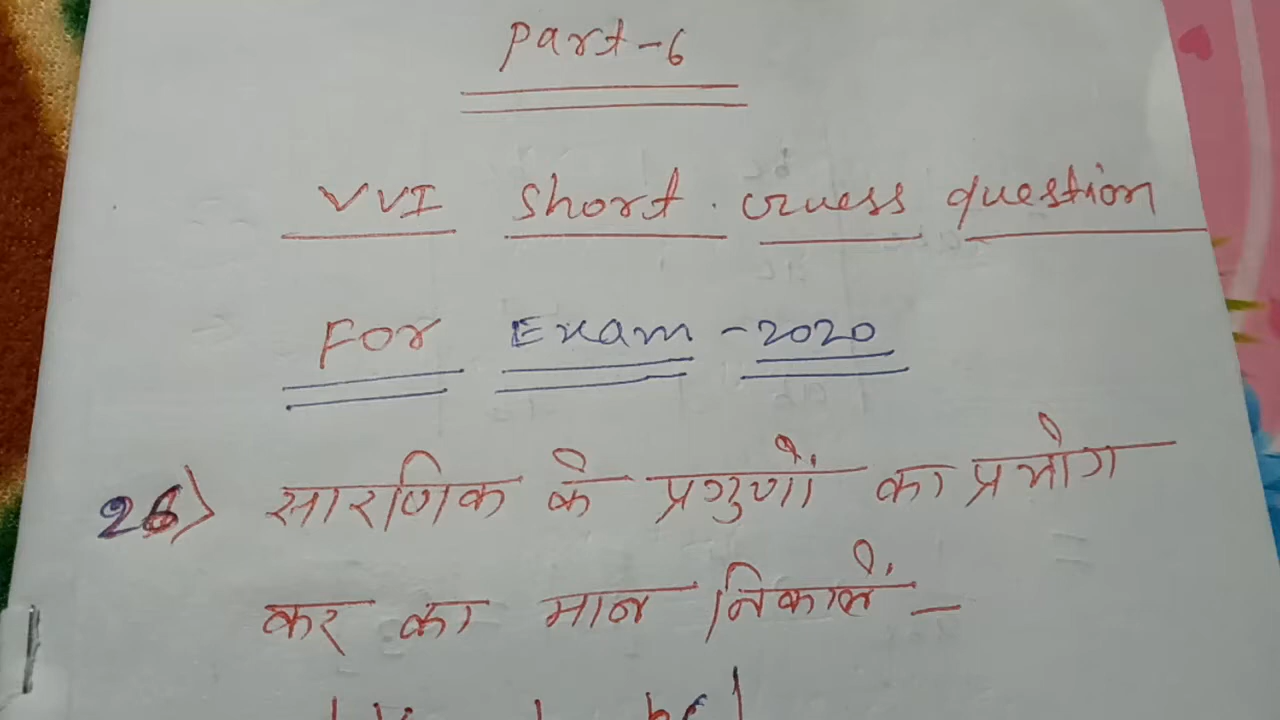 Part-6
VVI Short Guess question
For Exam-2020
26) सारणिक के प्रगुणों का प्रयोग
कर का मान निकालें -